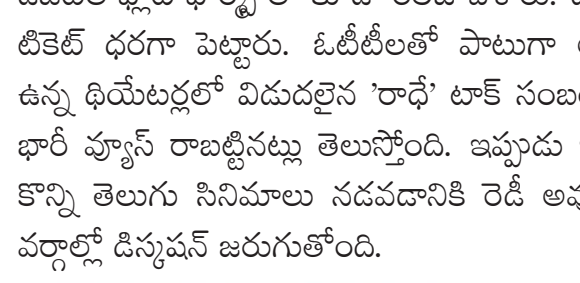 టికెట్ ధరగా పెట్టారు. ఓటీటీలతో పాటుగా
ఉన్న థియేటర్లలో విడుదలైన ’రాధే’ టాక్
భారీ వ్యూస్ రాబట్టినట్లు తెలుస్తోంది. ఇప్పుడు
కొన్ని తెలుగు సినిమాలు నడవడానికి రెడీ
వర్గాల్లో డిస్కషన్ జరుగుతోంది.